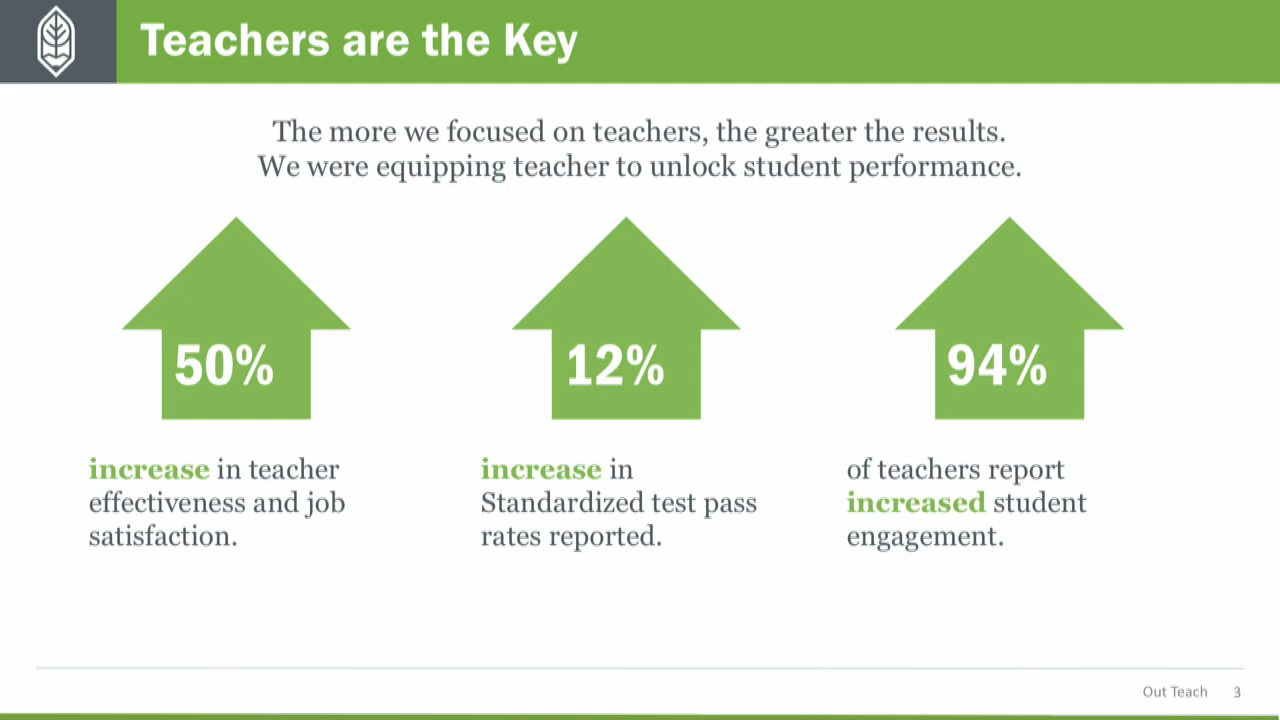 Teachers are the Key
The more we focused on teachers, the greater the results.
We were equipping teacher to unlock student performance.
50%
12%
94%
increase in teacher
effectiveness and job
satisfaction.
increase in
Standardized test pass
rates reported.
of teachers report
increased student
engagement.
Out Teach 3